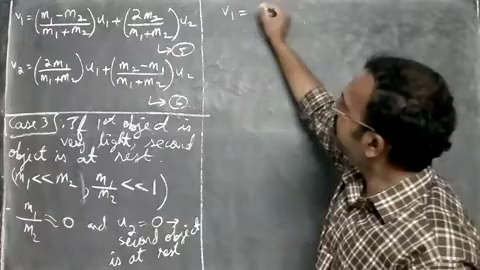 v₁ = (m₁ - m₂ / m₁ + m₂) u₁ + (2m₂ / m₁ + m₂) u₂
↳ ⑤
v₂ = (2m₁ / m₁ + m₂) u₁ + (m₂ - m₁ / m₁ + m₂) u₂
↳ ⑥
Case 3 . If 1st object is
very light, second
object is at rest.
(m₁ << m₂ , m₁/m₂ << 1)
- m₁/m₂ ≈ 0 and u₂ = 0 →
second object
is at rest
v₁ =